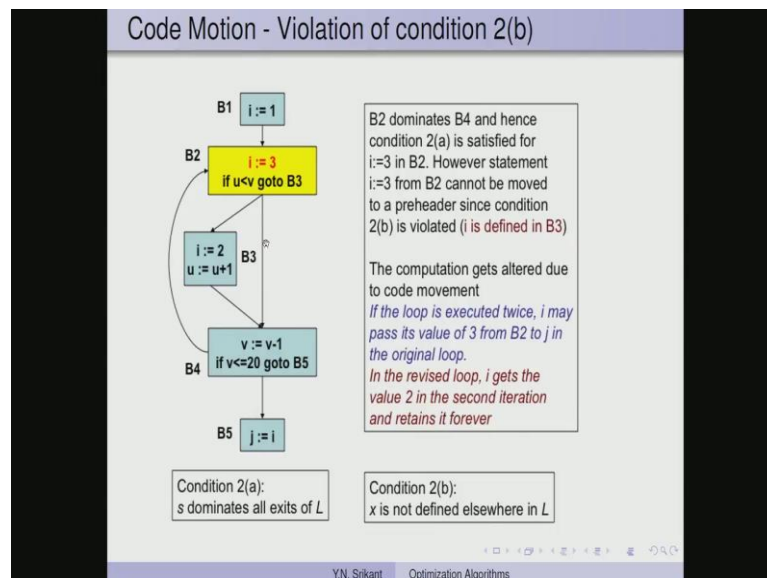 Code Motion - Violation of condition 2(b)
B1
i := 1
B2
i := 3
if u<v goto B3
i := 2
u := u+1
B3
v := v-1
if v<=20 goto B5
B4
B5
j := i
B2 dominates B4 and hence
condition 2(a) is satisfied for
i:=3 in B2. However statement
i:=3 from B2 cannot be moved
to a preheader since condition
2(b) is violated (i is defined in B3)
The computation gets altered due
to code movement
If the loop is executed twice, i may
pass its value of 3 from B2 to j in
the original loop.
In the revised loop, i gets the
value 2 in the second iteration
and retains it forever
Condition 2(a):
s dominates all exits of L
Condition 2(b):
x is not defined elsewhere in L
Y.N. Srikant Optimization Algorithms